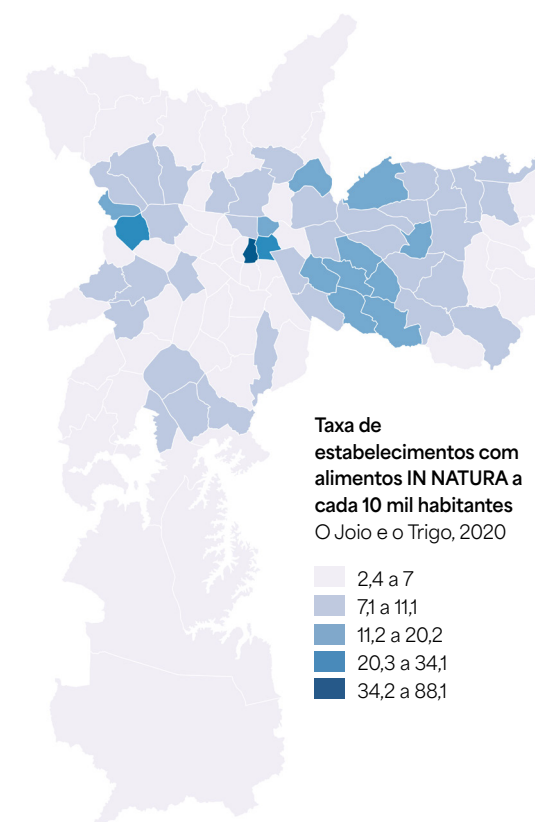 Taxa de
estabelecimentos com
alimentos IN NATURA a
cada 10 mil habitantes
O Joio e o Trigo, 2020
2,4 a 7
7,1 a 11,1
11,2 a 20,2
20,3 a 34,1
34,2 a 88,1